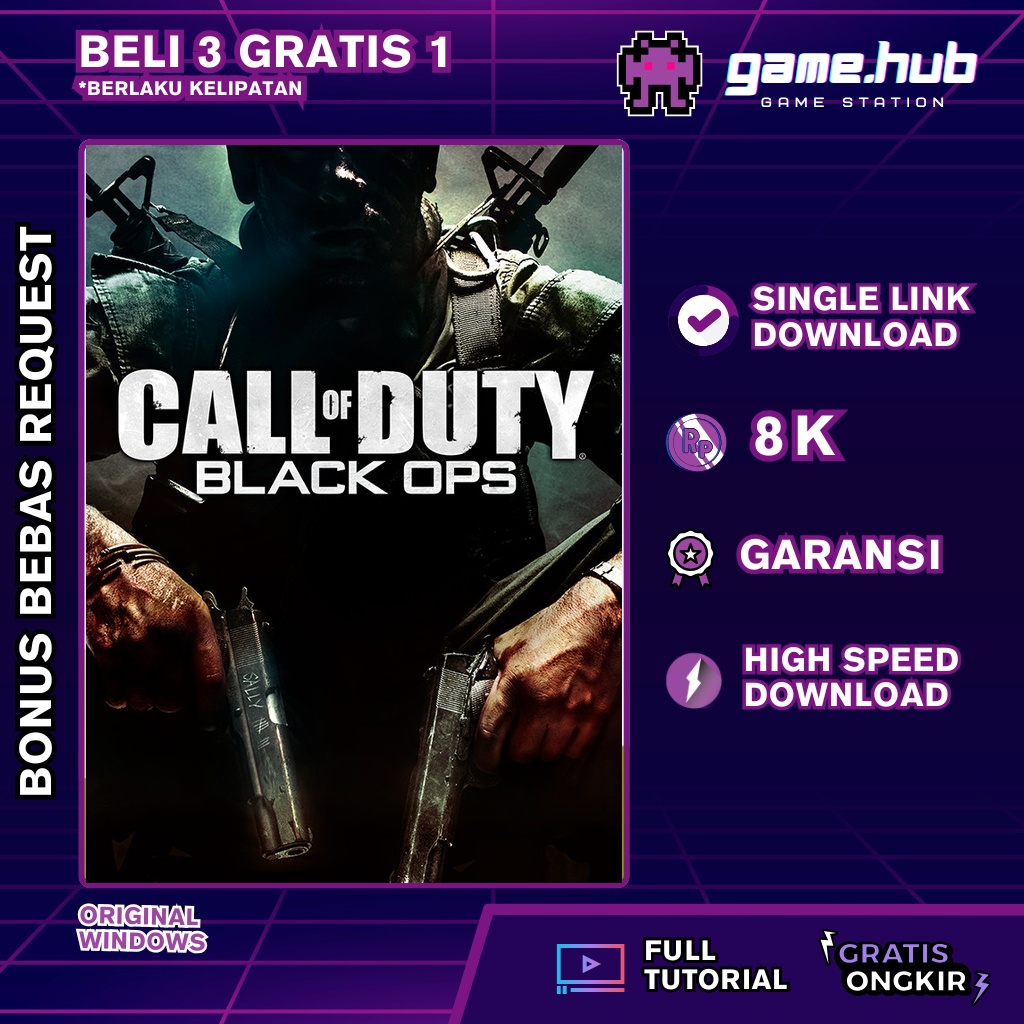 BELI 3 GRATIS 1
*BERLAKU KELIPATAN
game.hub
GAME STATION
BONUS BEBAS REQUEST
CALL OF DUTY®
BLACK OPS
SALLY
SINGLE LINK
DOWNLOAD
Rp
8K
GARANSI
HIGH SPEED
DOWNLOAD
ORIGINAL
WINDOWS
FULL
TUTORIAL
GRATIS
ONGKIR